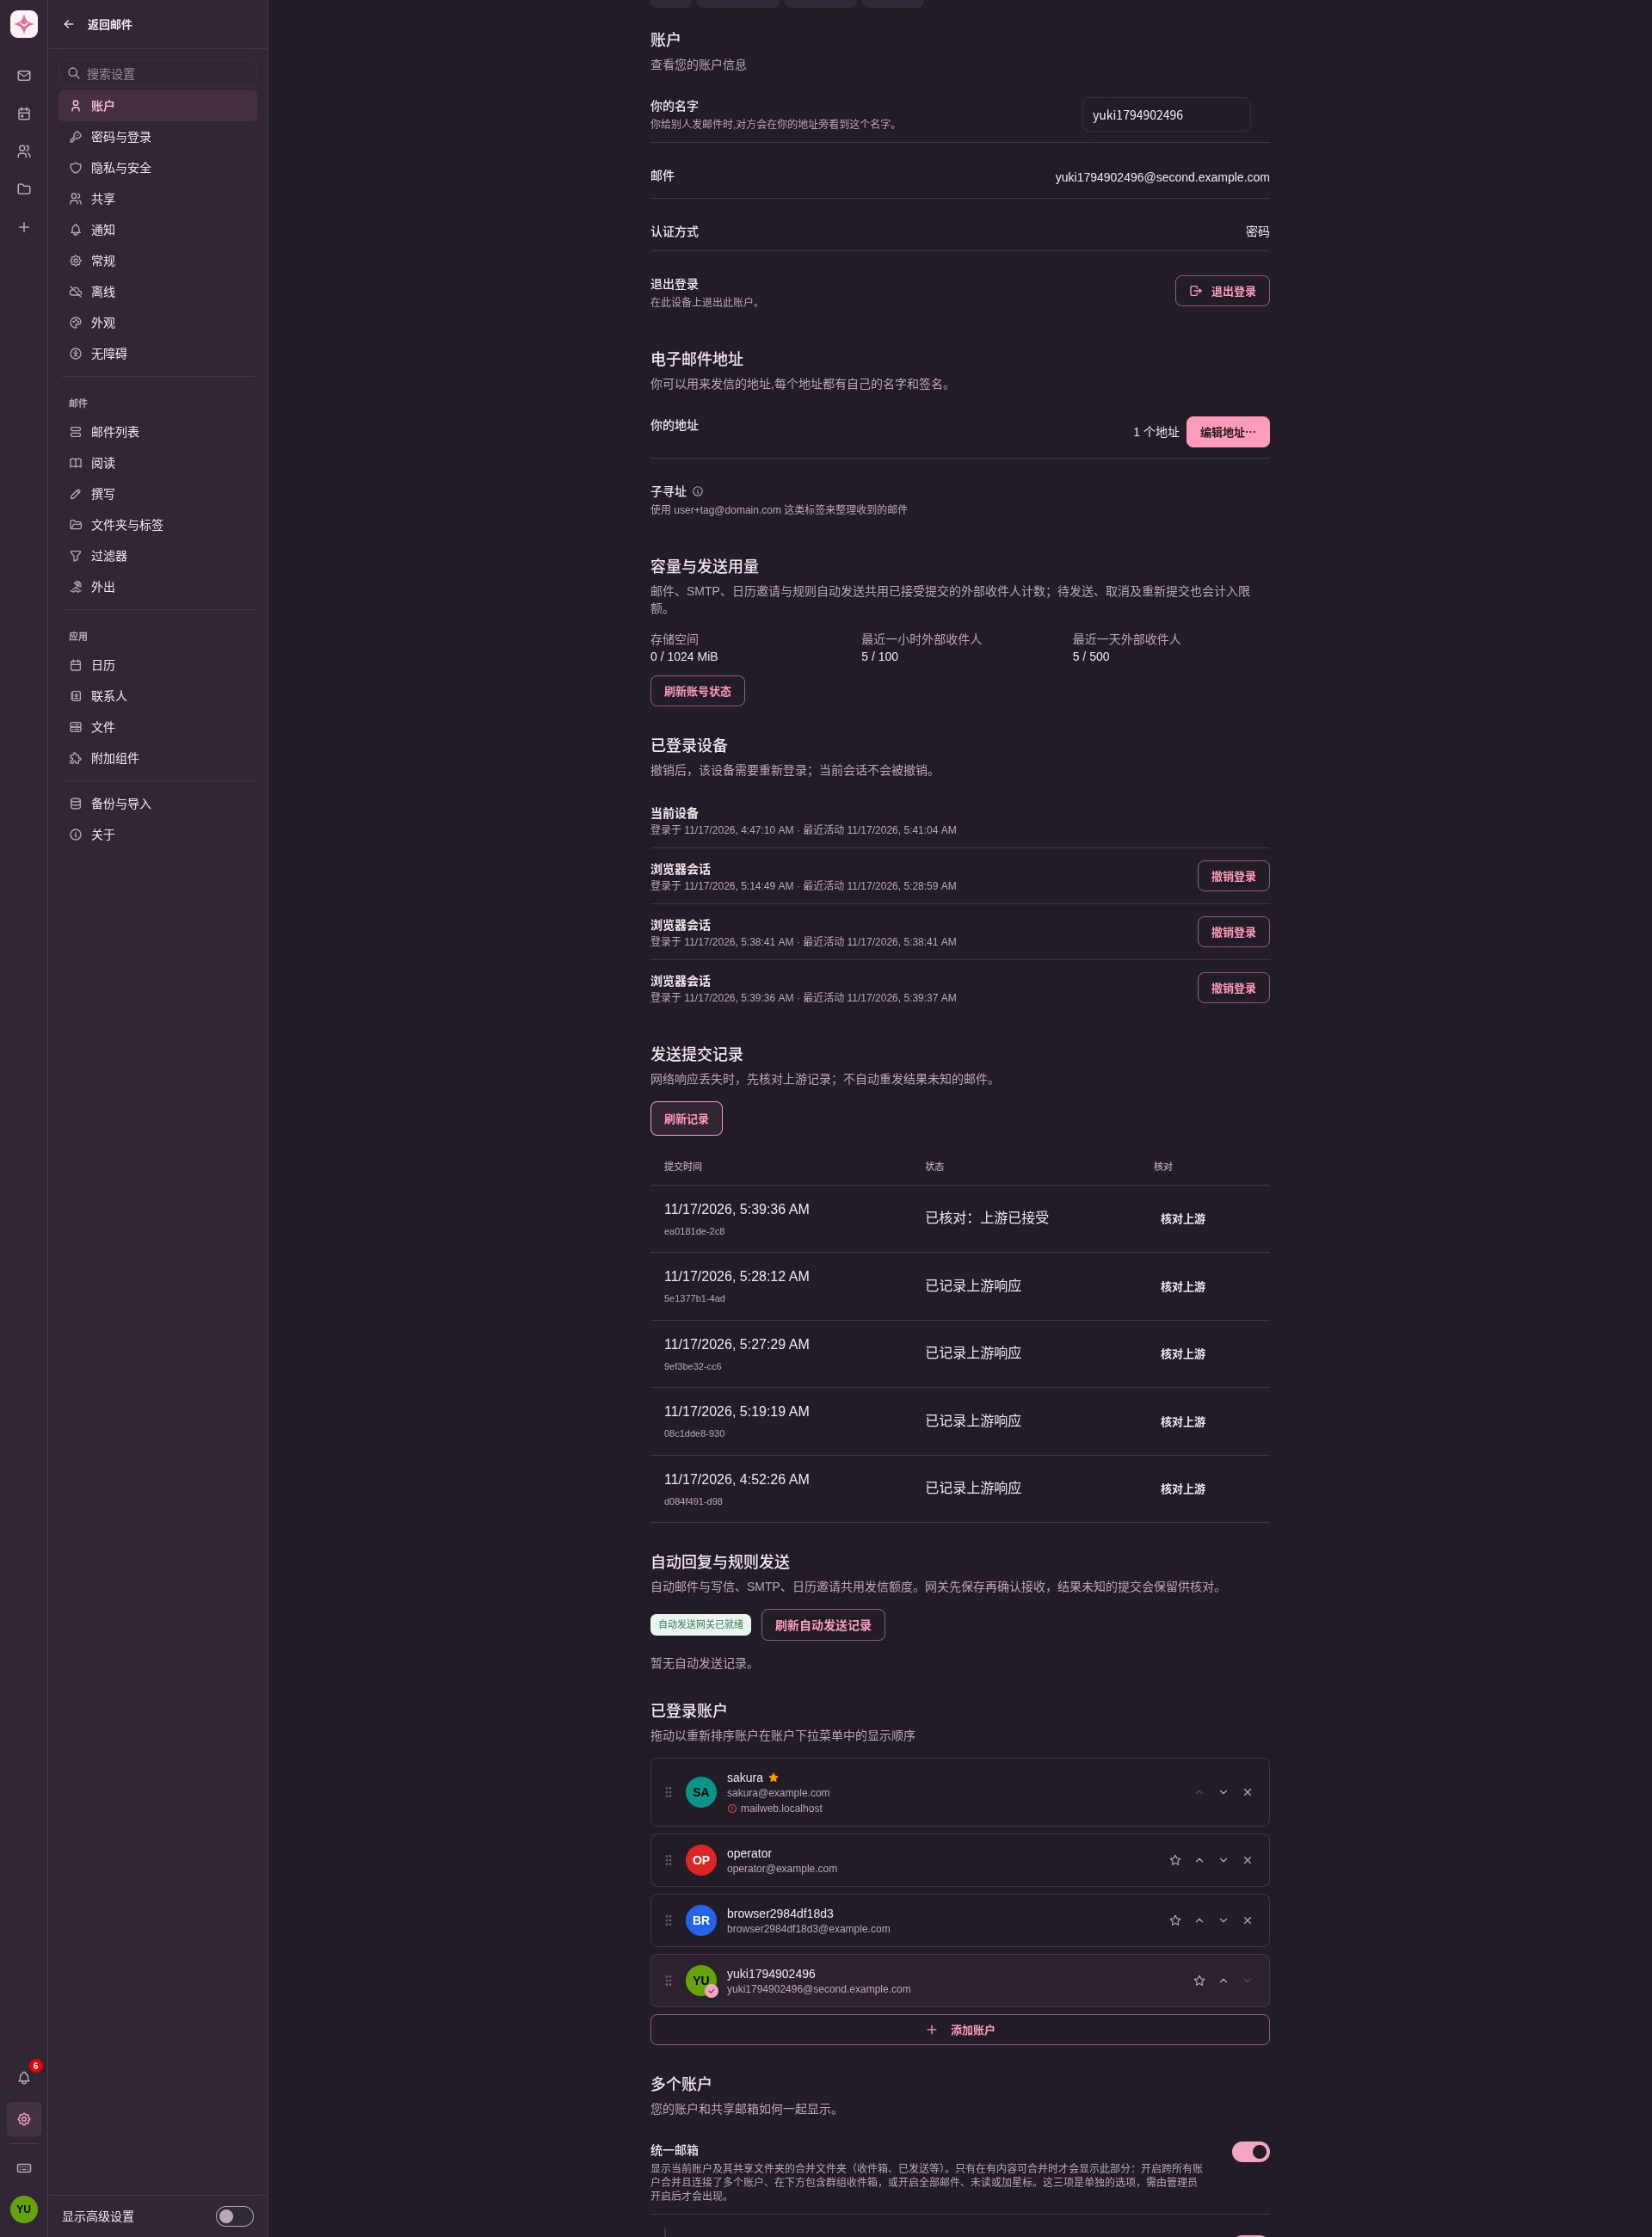 返回邮件
搜索设置
账户
密码与登录
隐私与安全
共享
通知
常规
离线
外观
无障碍
邮件
邮件列表
阅读
撰写
文件夹与标签
过滤器
外出
应用
日历
联系人
文件
附加组件
备份与导入
关于
6
YU
显示高级设置
账户
查看您的账户信息
你的名字
你给别人发邮件时,对方会在你的地址旁看到这个名字。
yuki1794902496
邮件
yuki1794902496@second.example.com
认证方式
密码
退出登录
在此设备上退出此账户。
退出登录
电子邮件地址
你可以用来发信的地址,每个地址都有自己的名字和签名。
你的地址
1 个地址
编辑地址…
子寻址
使用 user+tag@domain.com 这类标签来整理收到的邮件
容量与发送用量
邮件、SMTP、日历邀请与规则自动发送共用已接受提交的外部收件人计数；待发送、取消及重新提交也会计入限
额。
存储空间
0 / 1024 MiB
最近一小时外部收件人
5 / 100
最近一天外部收件人
5 / 500
刷新账号状态
已登录设备
撤销后，该设备需要重新登录；当前会话不会被撤销。
当前设备
登录于 11/17/2026, 4:47:10 AM · 最近活动 11/17/2026, 5:41:04 AM
浏览器会话
登录于 11/17/2026, 5:14:49 AM · 最近活动 11/17/2026, 5:28:59 AM
撤销登录
浏览器会话
登录于 11/17/2026, 5:38:41 AM · 最近活动 11/17/2026, 5:38:41 AM
撤销登录
浏览器会话
登录于 11/17/2026, 5:39:36 AM · 最近活动 11/17/2026, 5:39:37 AM
撤销登录
发送提交记录
网络响应丢失时，先核对上游记录；不自动重发结果未知的邮件。
刷新记录
提交时间 状态 核对
11/17/2026, 5:39:36 AM
ea0181de-2c8
已核对：上游已接受
核对上游
11/17/2026, 5:28:12 AM
5e1377b1-4ad
已记录上游响应
核对上游
11/17/2026, 5:27:29 AM
9ef3be32-cc6
已记录上游响应
核对上游
11/17/2026, 5:19:19 AM
08c1dde8-930
已记录上游响应
核对上游
11/17/2026, 4:52:26 AM
d084f491-d98
已记录上游响应
核对上游
自动回复与规则发送
自动邮件与写信、SMTP、日历邀请共用发信额度。网关先保存再确认接收，结果未知的提交会保留供核对。
自动发送网关已就绪
刷新自动发送记录
暂无自动发送记录。
已登录账户
拖动以重新排序账户在账户下拉菜单中的显示顺序
SA
sakura
sakura@example.com
mailweb.localhost
OP
operator
operator@example.com
BR
browser2984df18d3
browser2984df18d3@example.com
YU
yuki1794902496
yuki1794902496@second.example.com
添加账户
多个账户
您的账户和共享邮箱如何一起显示。
统一邮箱
显示当前账户及其共享文件夹的合并文件夹（收件箱、已发送等）。只有在有内容可合并时才会显示此部分：开启跨所有账
户合并且连接了多个账户、在下方包含群组收件箱，或开启全部邮件、未读或加星标。这三项是单独的选项，需由管理员
开启后才会出现。